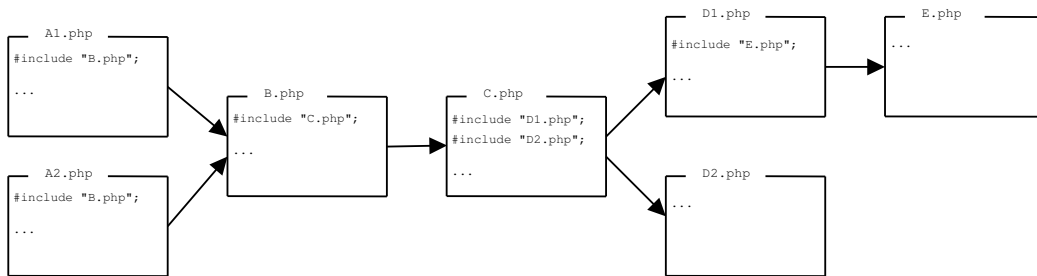 A1.php
#include "B.php";
...
A2.php
#include "B.php";
...
B.php
#include "C.php";
...
C.php
#include "D1.php";
#include "D2.php";
...
D1.php
#include "E.php";
...
D2.php
...
E.php
...